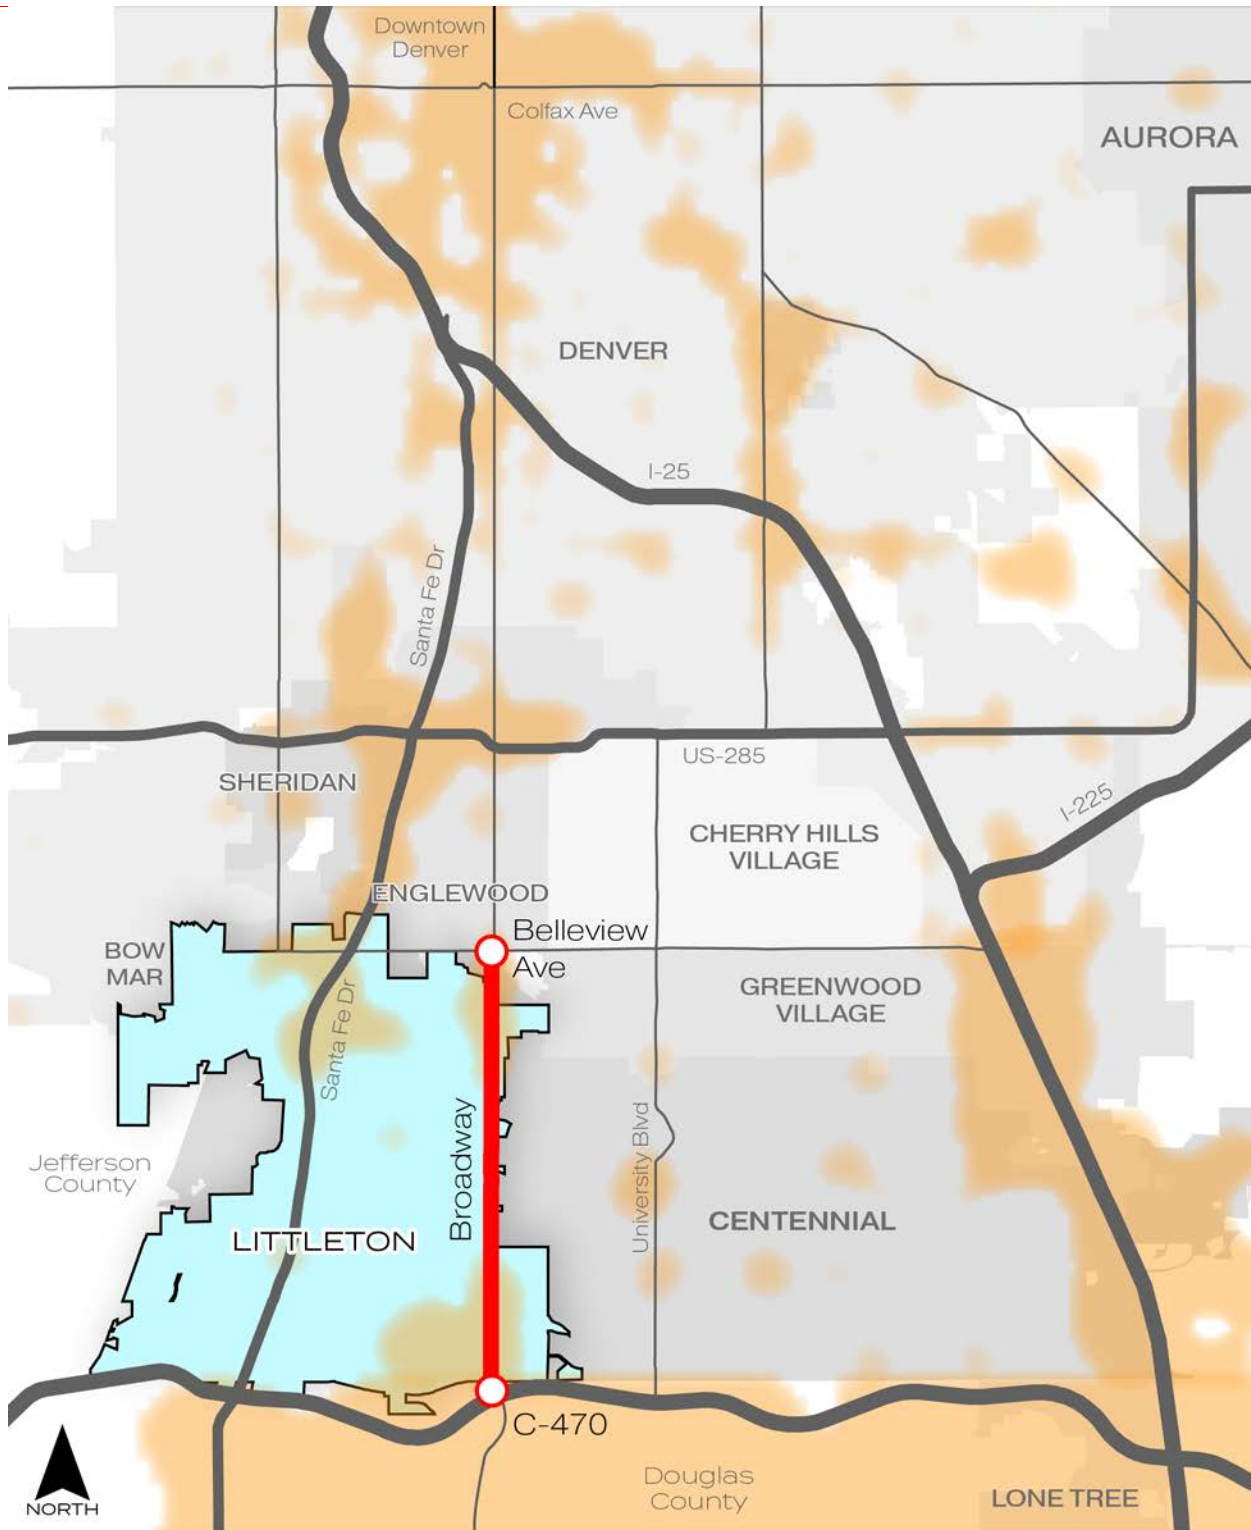 Downtown
Denver
Colfax Ave
AURORA
DENVER
I-25
Santa Fe Dr
US-285
SHERIDAN
I-225
CHERRY HILLS
VILLAGE
ENGLEWOOD
Belleview
Ave
BOW
MAR
GREENWOOD
VILLAGE
Santa Fe Dr
Broadway
University Blvd
Jefferson
County
CENTENNIAL
LITTLETON
C-470
Douglas
County
LONE TREE
NORTH